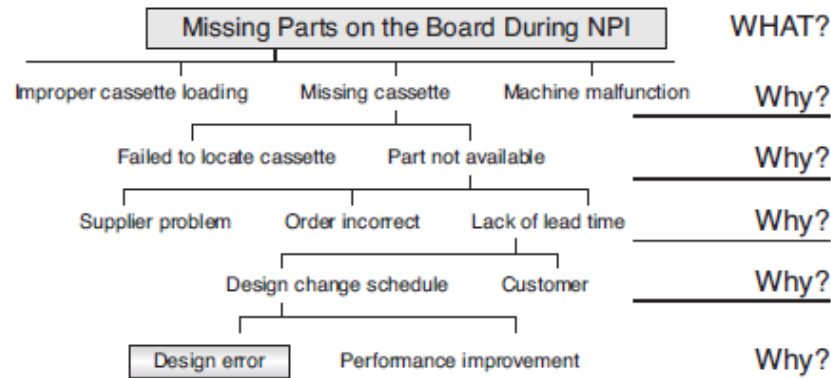 Missing Parts on the Board During NPI WHAT?
Improper cassette loading Missing cassette Machine malfunction Why?
Failed to locate cassette Part not available Why?
Supplier problem Order incorrect Lack of lead time Why?
Design change schedule Customer Why?
Design error Performance improvement Why?